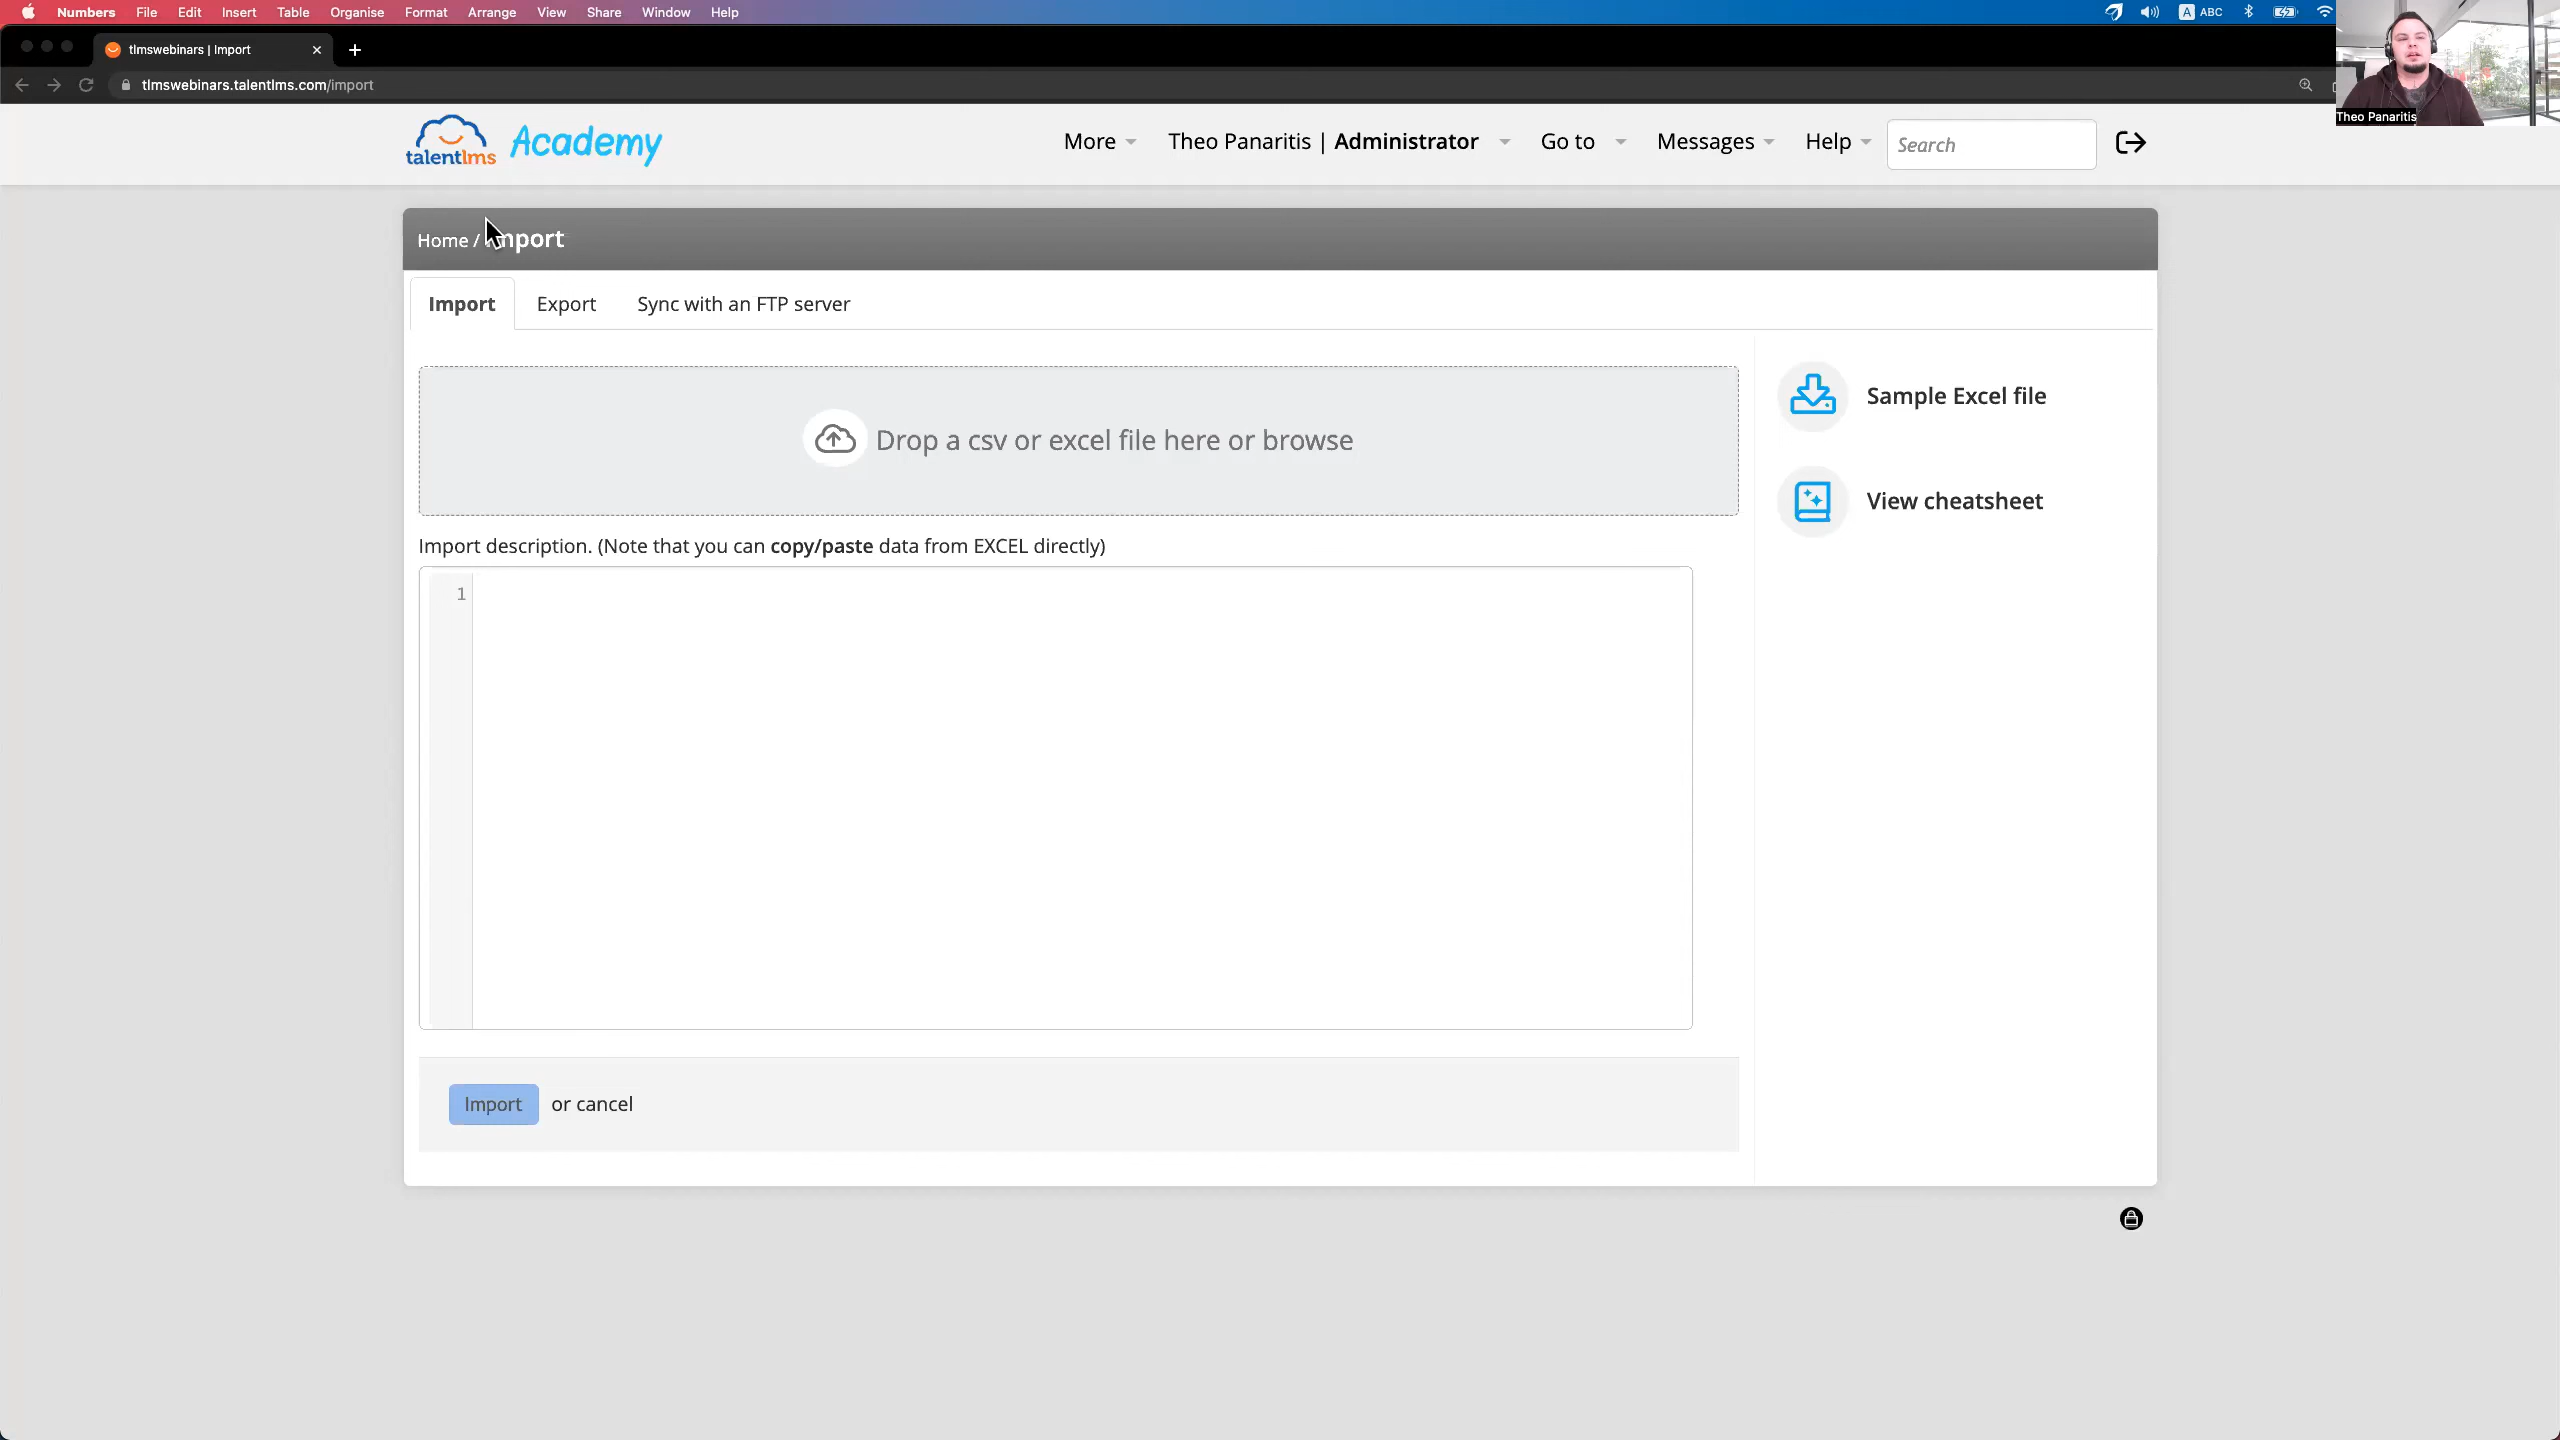 Numbers File Edit Insert Table Organise Format Arrange View Share Window Help
A ABC
tlmswebinars | Import
tlmswebinars.talentlms.com/import
Theo Panaritis
talentlms Academy
More Theo Panaritis | Administrator Go to Messages Help Search
Home / Import
Import Export Sync with an FTP server
Drop a csv or excel file here or browse
Sample Excel file
View cheatsheet
Import description. (Note that you can copy/paste data from EXCEL directly)
1
Import or cancel